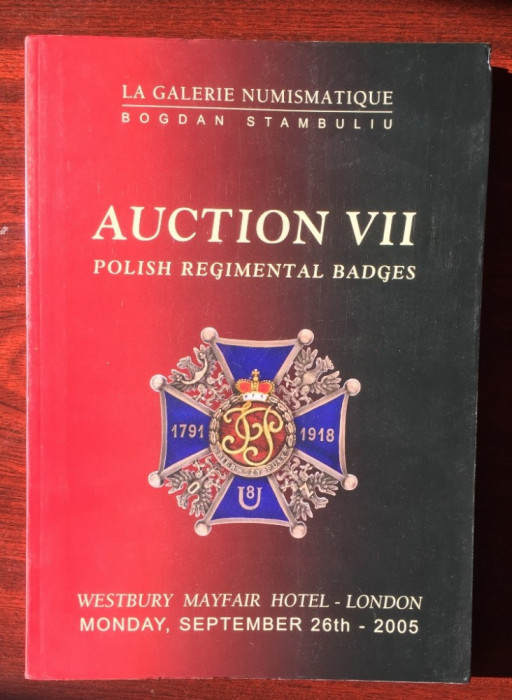 LA GALERIE NUMISMATIQUE
BOGDAN STAMBULIU
AUCTION VII
POLISH REGIMENTAL BADGES
1791
1918
U
8
WESTBURY MAYFAIR HOTEL - LONDON
MONDAY, SEPTEMBER 26th - 2005